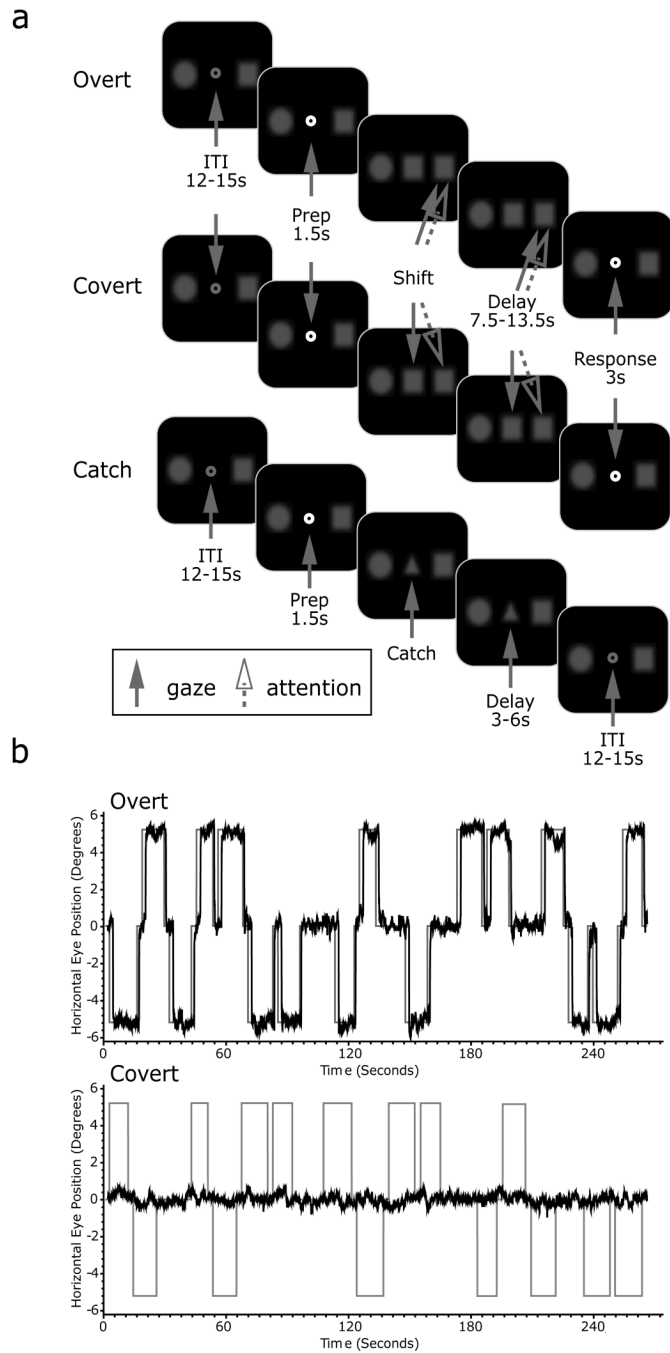 a
Overt
ITI
12-15s
Prep
1.5s
Covert
Shift
Delay
7.5-13.5s
Response
3s
Catch
ITI
12-15s
Prep
1.5s
Catch
Delay
3-6s
ITI
12-15s
gaze
attention
b
Overt
Horizontal Eye Position (Degrees)
6
4
2
0
-2
-4
-6
0
60
120
180
240
Time (Seconds)
Covert
Horizontal Eye Position (Degrees)
6
4
2
0
-2
-4
-6
0
60
120
180
240
Time (Seconds)